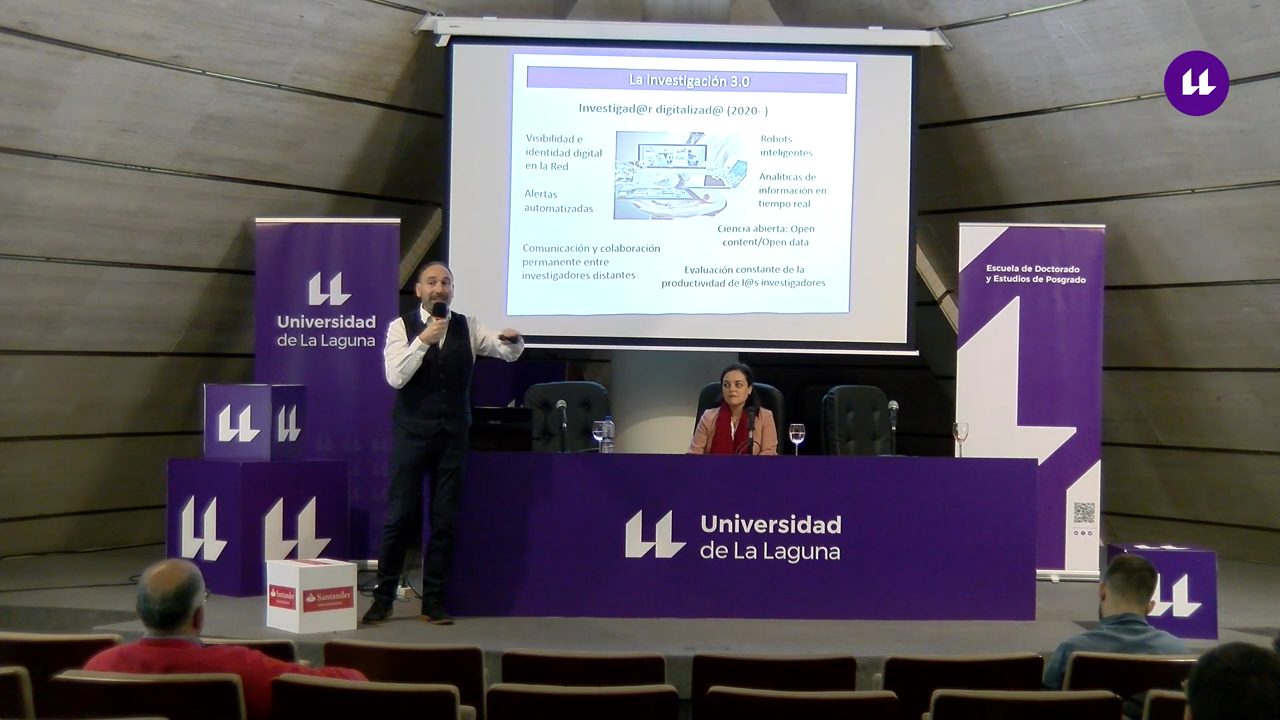 La investigación 3.0
Investigad@r digitalizad@ (2020- )
Visibilidad e
identidad digital
en la Red
Alertas
automatizadas
Comunicación y colaboración
permanente entre
investigadores distantes
Robots
inteligentes
Analíticas de
información en
tiempo real
Ciencia abierta: Open
content/Open data
Evaluación constante de la
productividad de l@s investigadores
Universidad
de La Laguna
Escuela de Doctorado
y Estudios de Posgrado
Universidad
de La Laguna
Santander
Santander